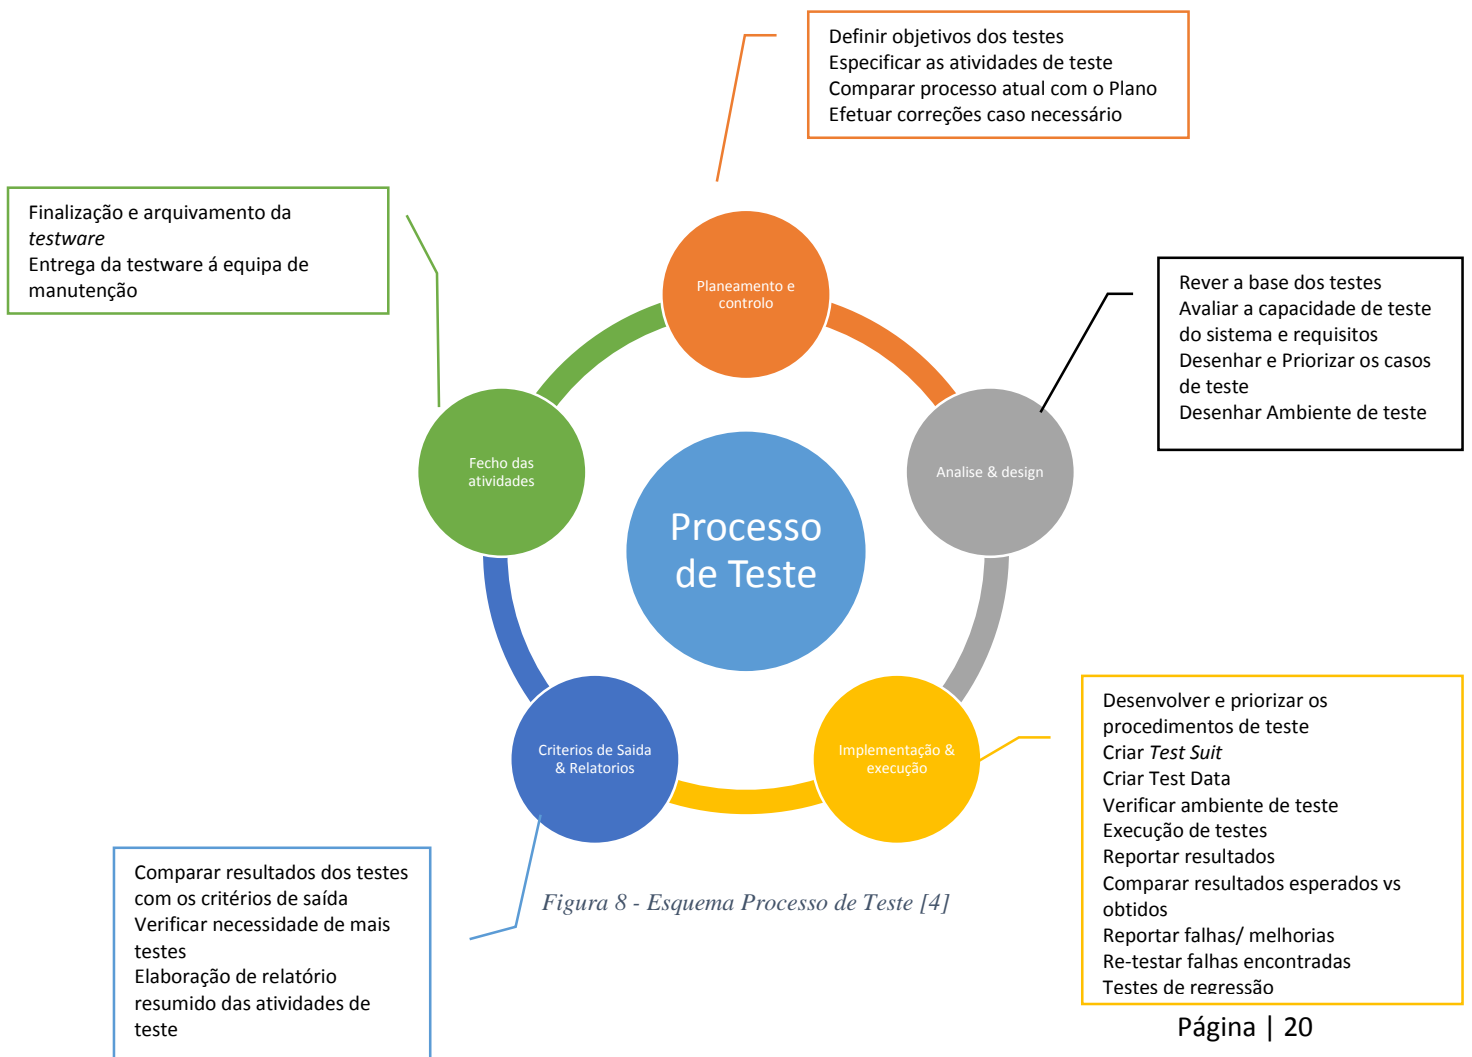 Definir objetivos dos testes
Especificar as atividades de teste
Comparar processo atual com o Plano
Efetuar correções caso necessário
Finalização e arquivamento da
testware
Entrega da testware á equipa de
manutenção
Planeamento e
controlo
Rever a base dos testes
Avaliar a capacidade de teste
do sistema e requisitos
Desenhar e Priorizar os casos
de teste
Desenhar Ambiente de teste
Fecho das
atividades
Analise & design
Processo
de Teste
Criterios de Saida
& Relatorios
Implementação &
execução
Desenvolver e priorizar os
procedimentos de teste
Criar Test Suit
Criar Test Data
Verificar ambiente de teste
Execução de testes
Reportar resultados
Comparar resultados esperados vs
obtidos
Reportar falhas/ melhorias
Re-testar falhas encontradas
Testes de regressão
Comparar resultados dos testes
com os critérios de saída
Verificar necessidade de mais
testes
Elaboração de relatório
resumido das atividades de
teste
Figura 8 - Esquema Processo de Teste [4]
Página | 20